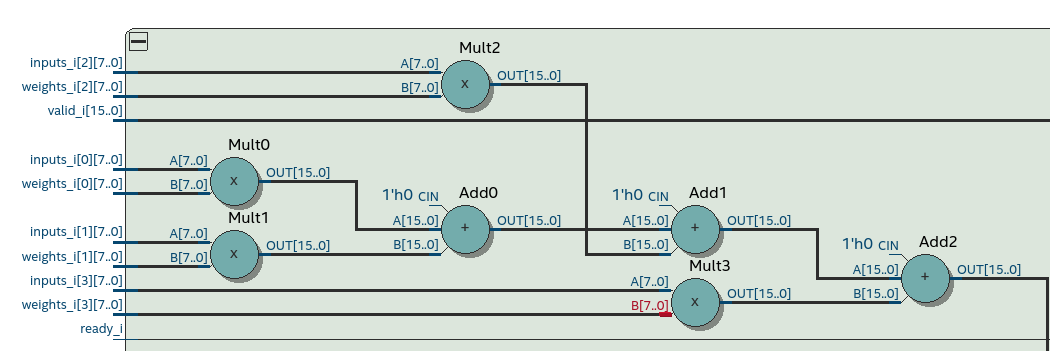 Mult2
inputs_i[2][7..0] A[7..0] OUT[15..0]
x
weights_i[2][7..0] B[7..0]
valid_i[15..0]
Mult0
inputs_i[0][7..0] A[7..0] OUT[15..0]
x
weights_i[0][7..0] B[7..0]
1'h0 CIN Add0 1'h0 CIN Add1
Mult1
A[15..0] + OUT[15..0] A[15..0] + OUT[15..0]
inputs_i[1][7..0] A[7..0] OUT[15..0] B[15..0] B[15..0]
x
weights_i[1][7..0] B[7..0]
1'h0 CIN Add2
Mult3
inputs_i[3][7..0] A[7..0] OUT[15..0] A[15..0] + OUT[15..0]
x
weights_i[3][7..0] B[7..0] B[15..0]
ready_i